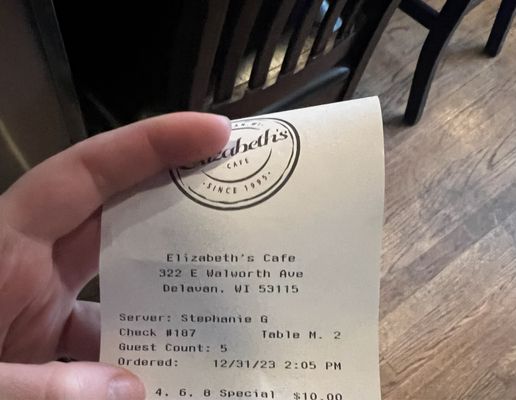 Elizabeth's
CAFE
· SINCE 1995 ·
Elizabeth's Cafe
322 E Walworth Ave
Delavan, WI 53115
Server: Stephanie G
Check #187 Table M. 2
Guest Count: 5
Ordered: 12/31/23 2:05 PM
4, 6, 8 Special $10.00